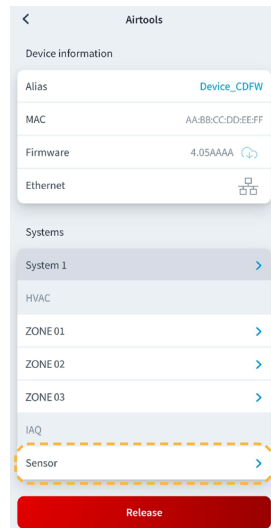 Airtools
Device information
Alias Device_CDFW
MAC AA:BB:CC:DD:EE:FF
Firmware 4.05AAAA
Ethernet
Systems
System 1
HVAC
ZONE 01
ZONE 02
ZONE 03
IAQ
Sensor
Release